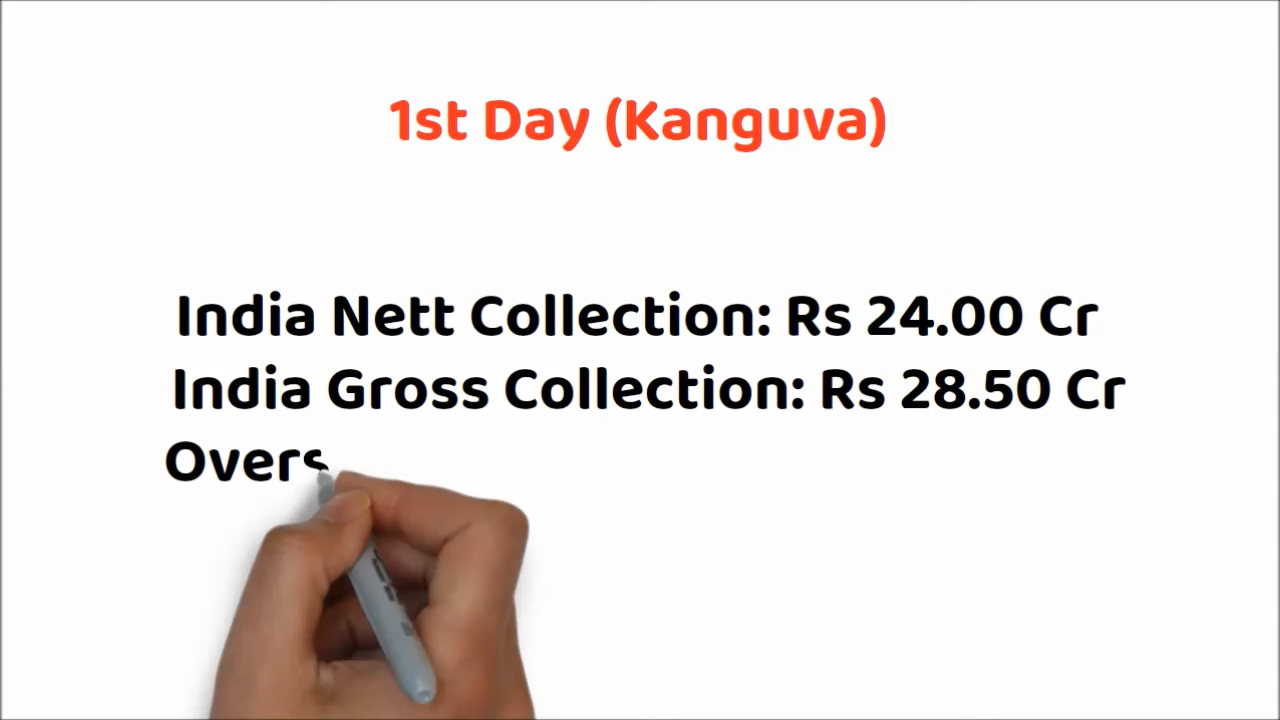 1st Day (Kanguva)
India Nett Collection: Rs 24.00 Cr
India Gross Collection: Rs 28.50 Cr
Overs